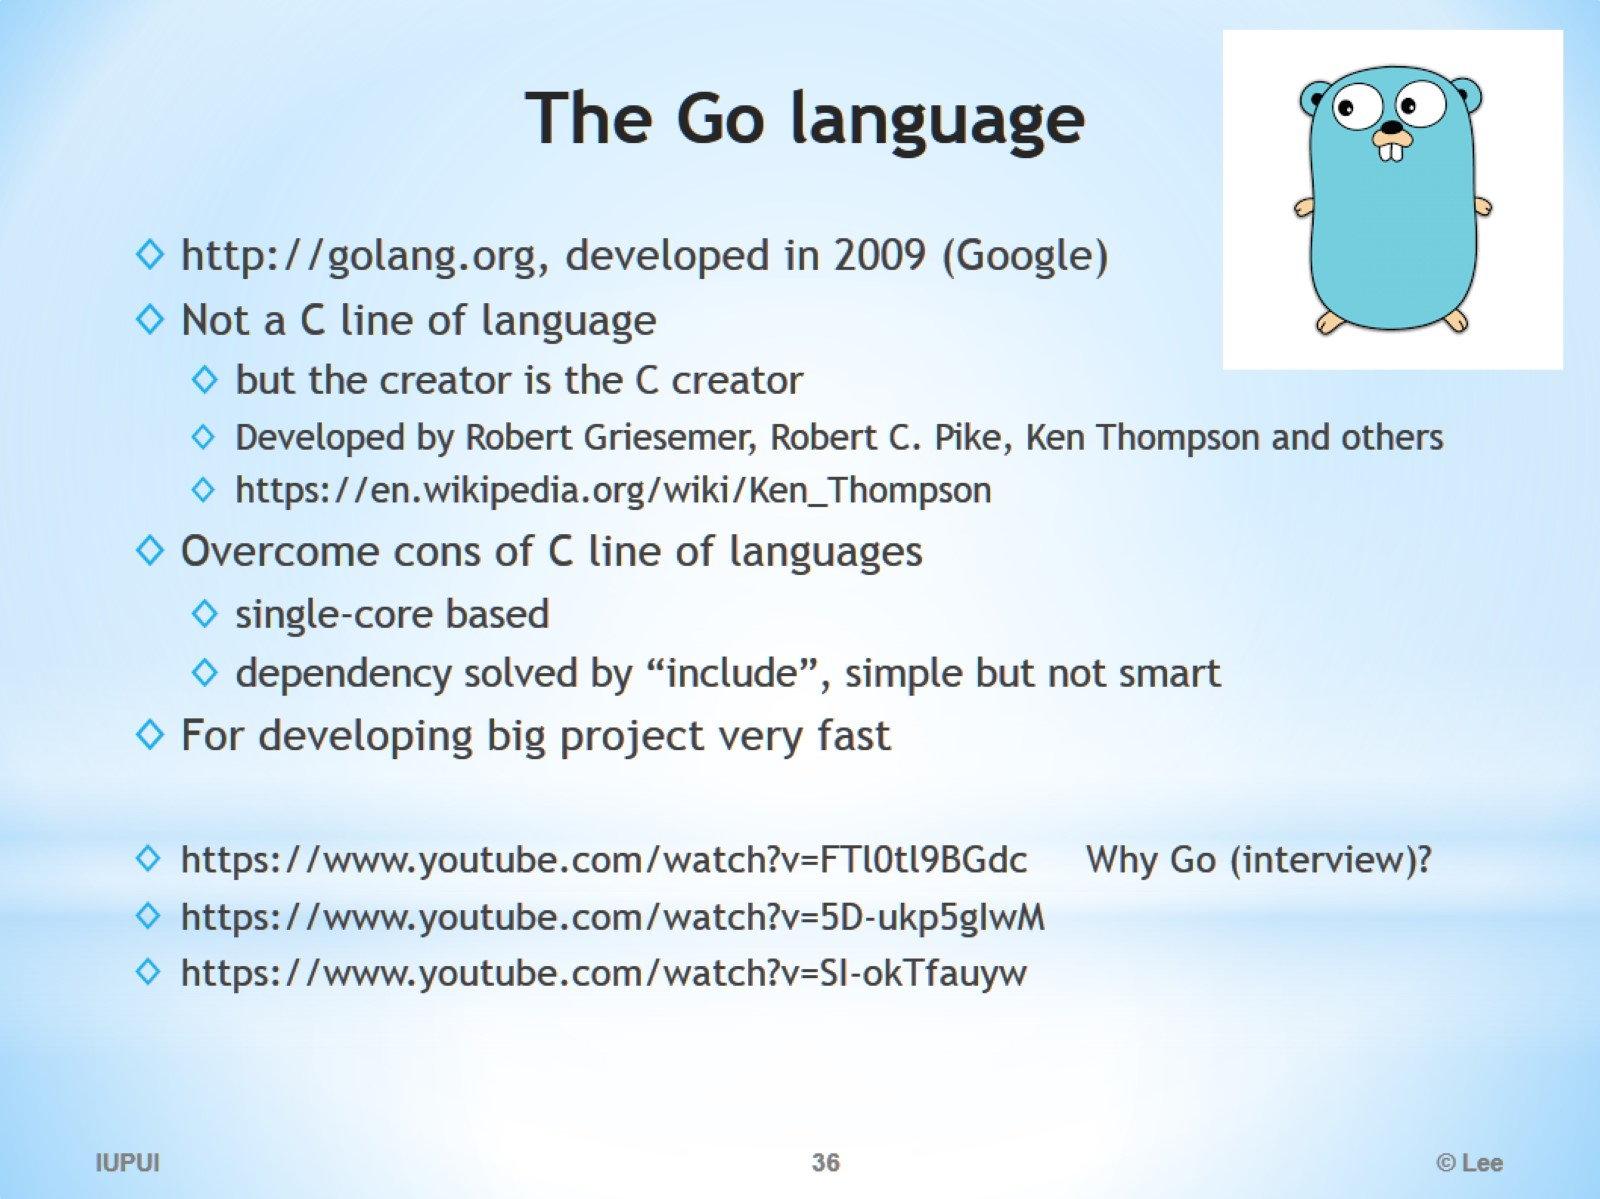 The Go language
http://golang.org, developed in 2009 (Google)
Not a C line of language
but the creator is the C creator
Developed by Robert Griesemer, Robert C. Pike, Ken Thompson and others
https://en.wikipedia.org/wiki/Ken_Thompson
Overcome cons of C line of languages
single-core based
dependency solved by “include”, simple but not smart
For developing big project very fast
https://www.youtube.com/watch?v=FTl0tl9BGdc Why Go (interview)?
https://www.youtube.com/watch?v=5D-ukp5gIwM
https://www.youtube.com/watch?v=Sl-okTfauyw
IUPUI 36 © Lee